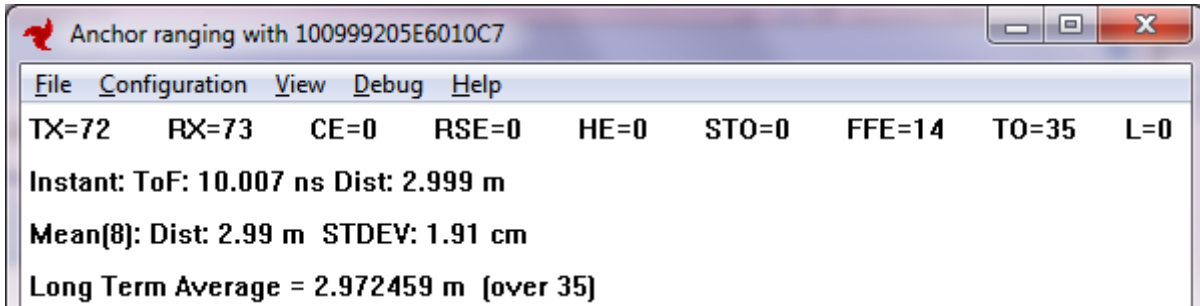 Anchor ranging with 100999205E6010C7
File Configuration View Debug Help
TX=72 RX=73 CE=0 RSE=0 HE=0 STO=0 FFE=14 TO=35 L=0
Instant: ToF: 10.007 ns Dist: 2.999 m
Mean(8): Dist: 2.99 m STDEV: 1.91 cm
Long Term Average = 2.972459 m (over 35)